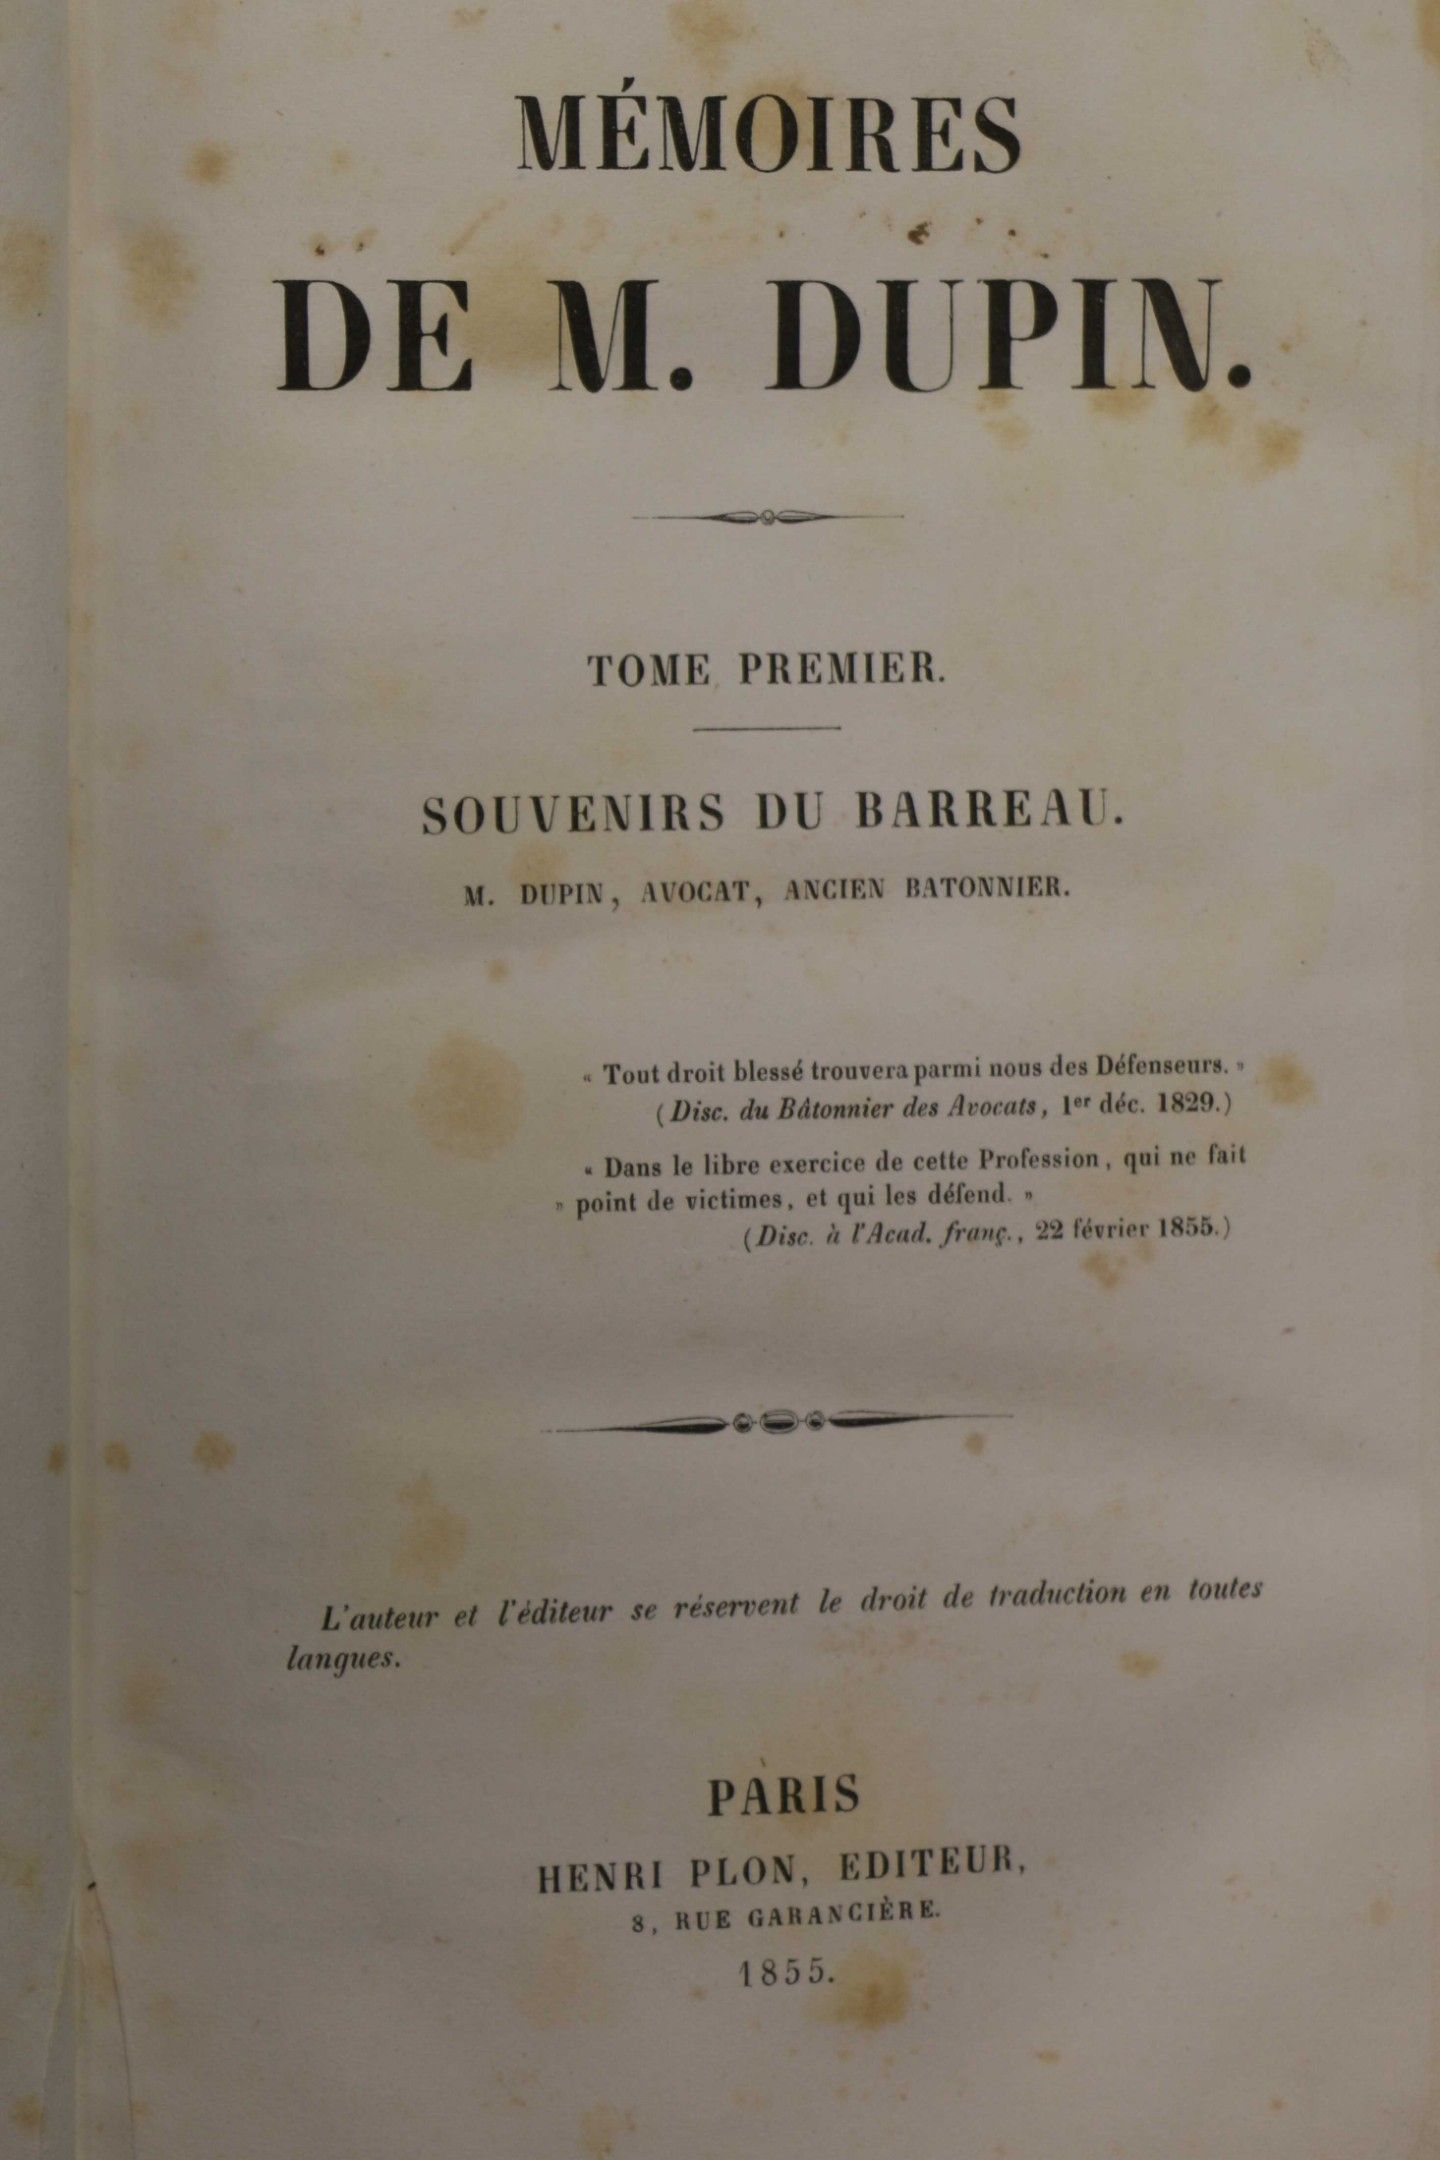 MÉMOIRES
DE M. DUPIN.
TOME PREMIER.
SOUVENIRS DU BARREAU.
M. DUPIN, AVOCAT, ANCIEN BATONNIER.
« Tout droit blessé trouvera parmi nous des Défenseurs. »
(Disc. du Bâtonnier des Avocats, 1er déc. 1829.)
« Dans le libre exercice de cette Profession, qui ne fait
» point de victimes, et qui les défend. »
(Disc. à l'Acad. franç., 22 février 1855.)
L'auteur et l'éditeur se réservent le droit de traduction en toutes
langues.
PARIS
HENRI PLON, EDITEUR,
8, RUE GARANCIÈRE.
1855.